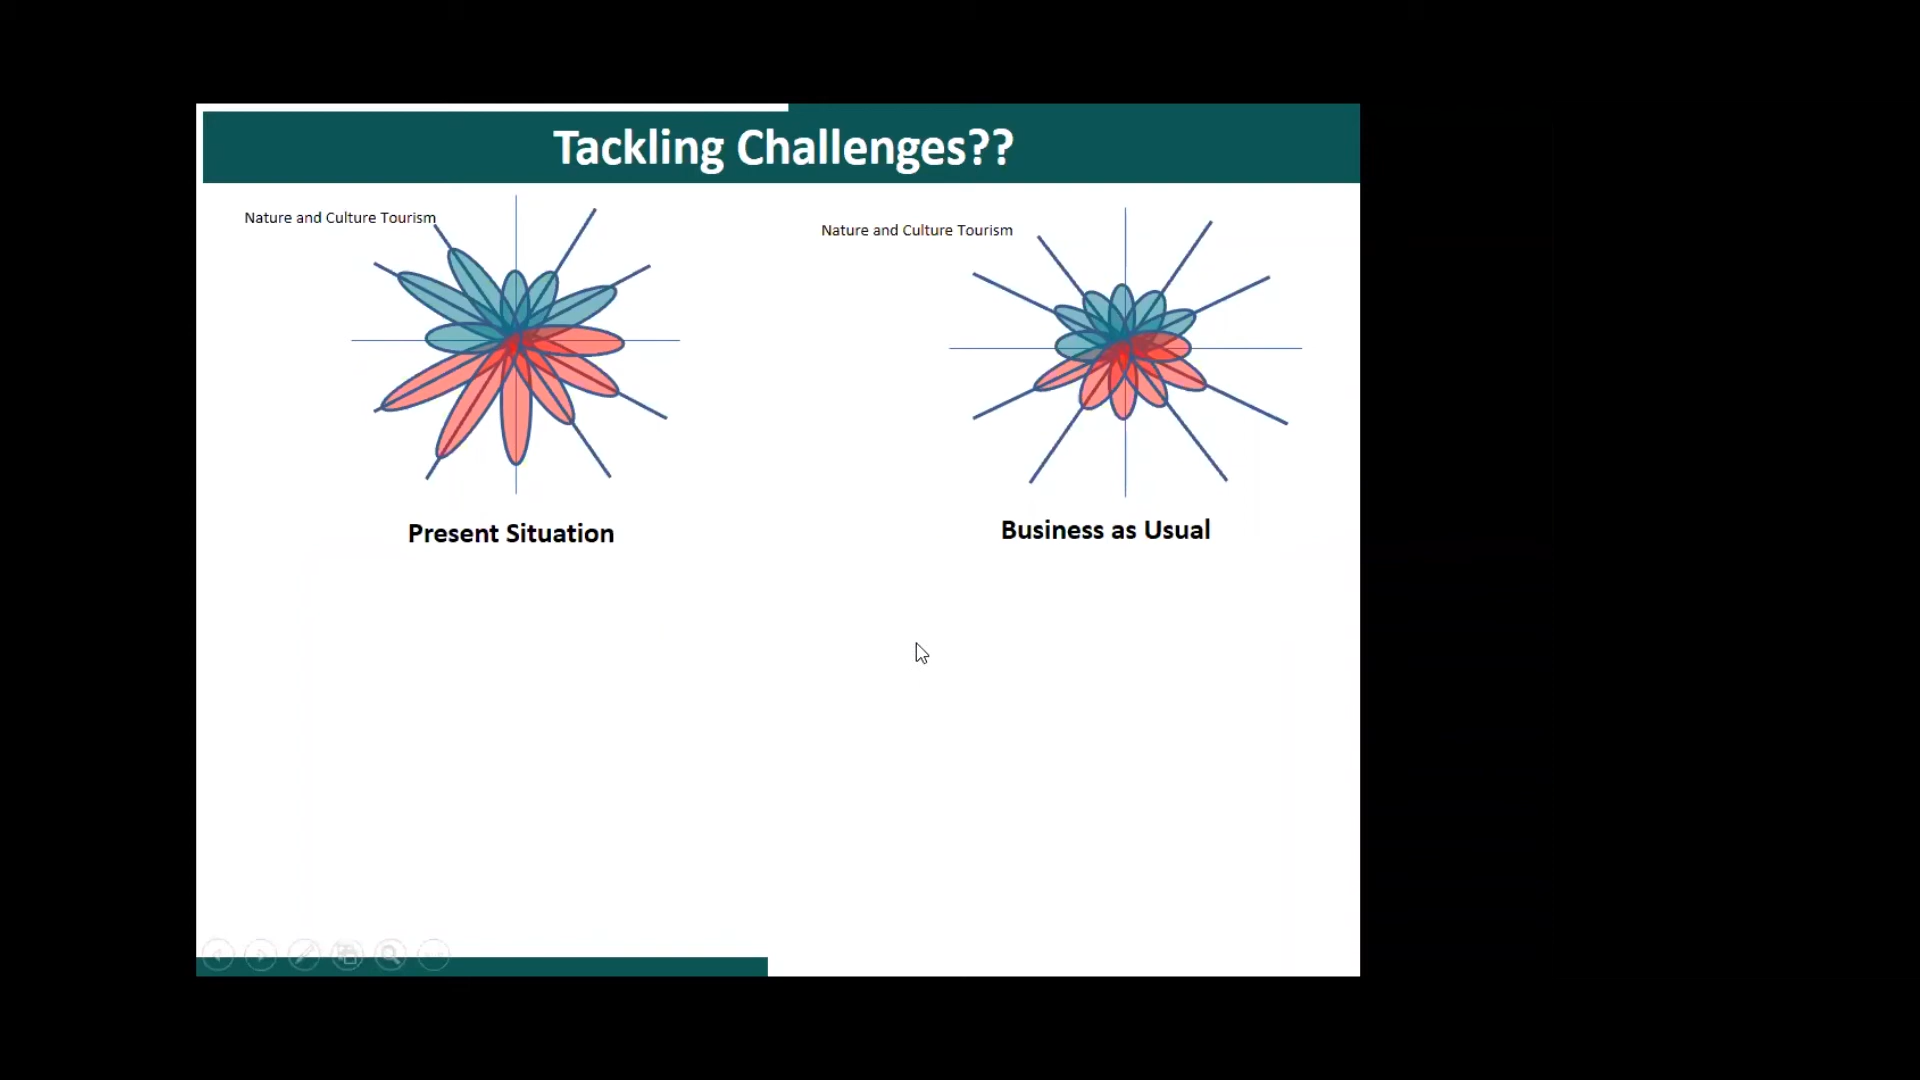 Tackling Challenges??
Nature and Culture Tourism
Nature and Culture Tourism
Present Situation
Business as Usual